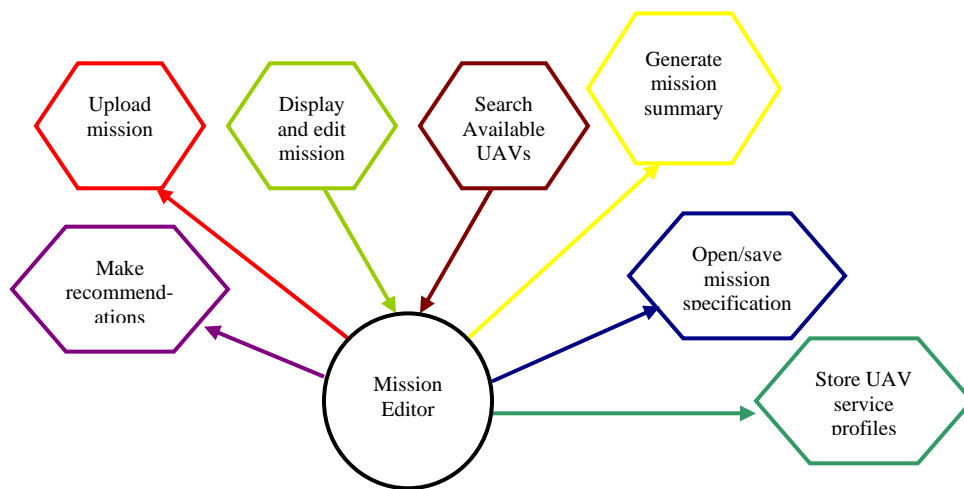 Upload
mission
Display
and edit
mission
Search
Available
UAVs
Generate
mission
summary
Make
recommend-
ations
Open/save
mission
specification
Mission
Editor
Store UAV
service
profiles